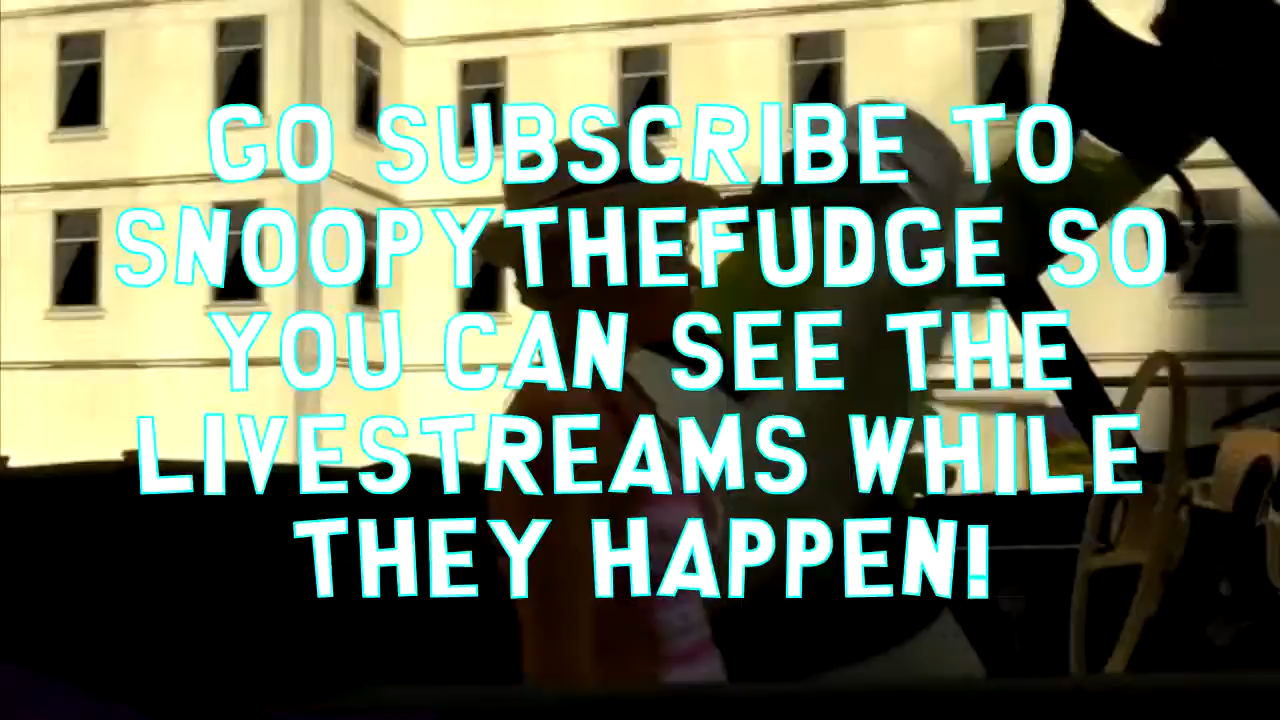 GO SUBSCRIBE TO
SNOOPYTHEFUDGE SO
YOU CAN SEE THE
LIVESTREAMS WHILE
THEY HAPPEN!